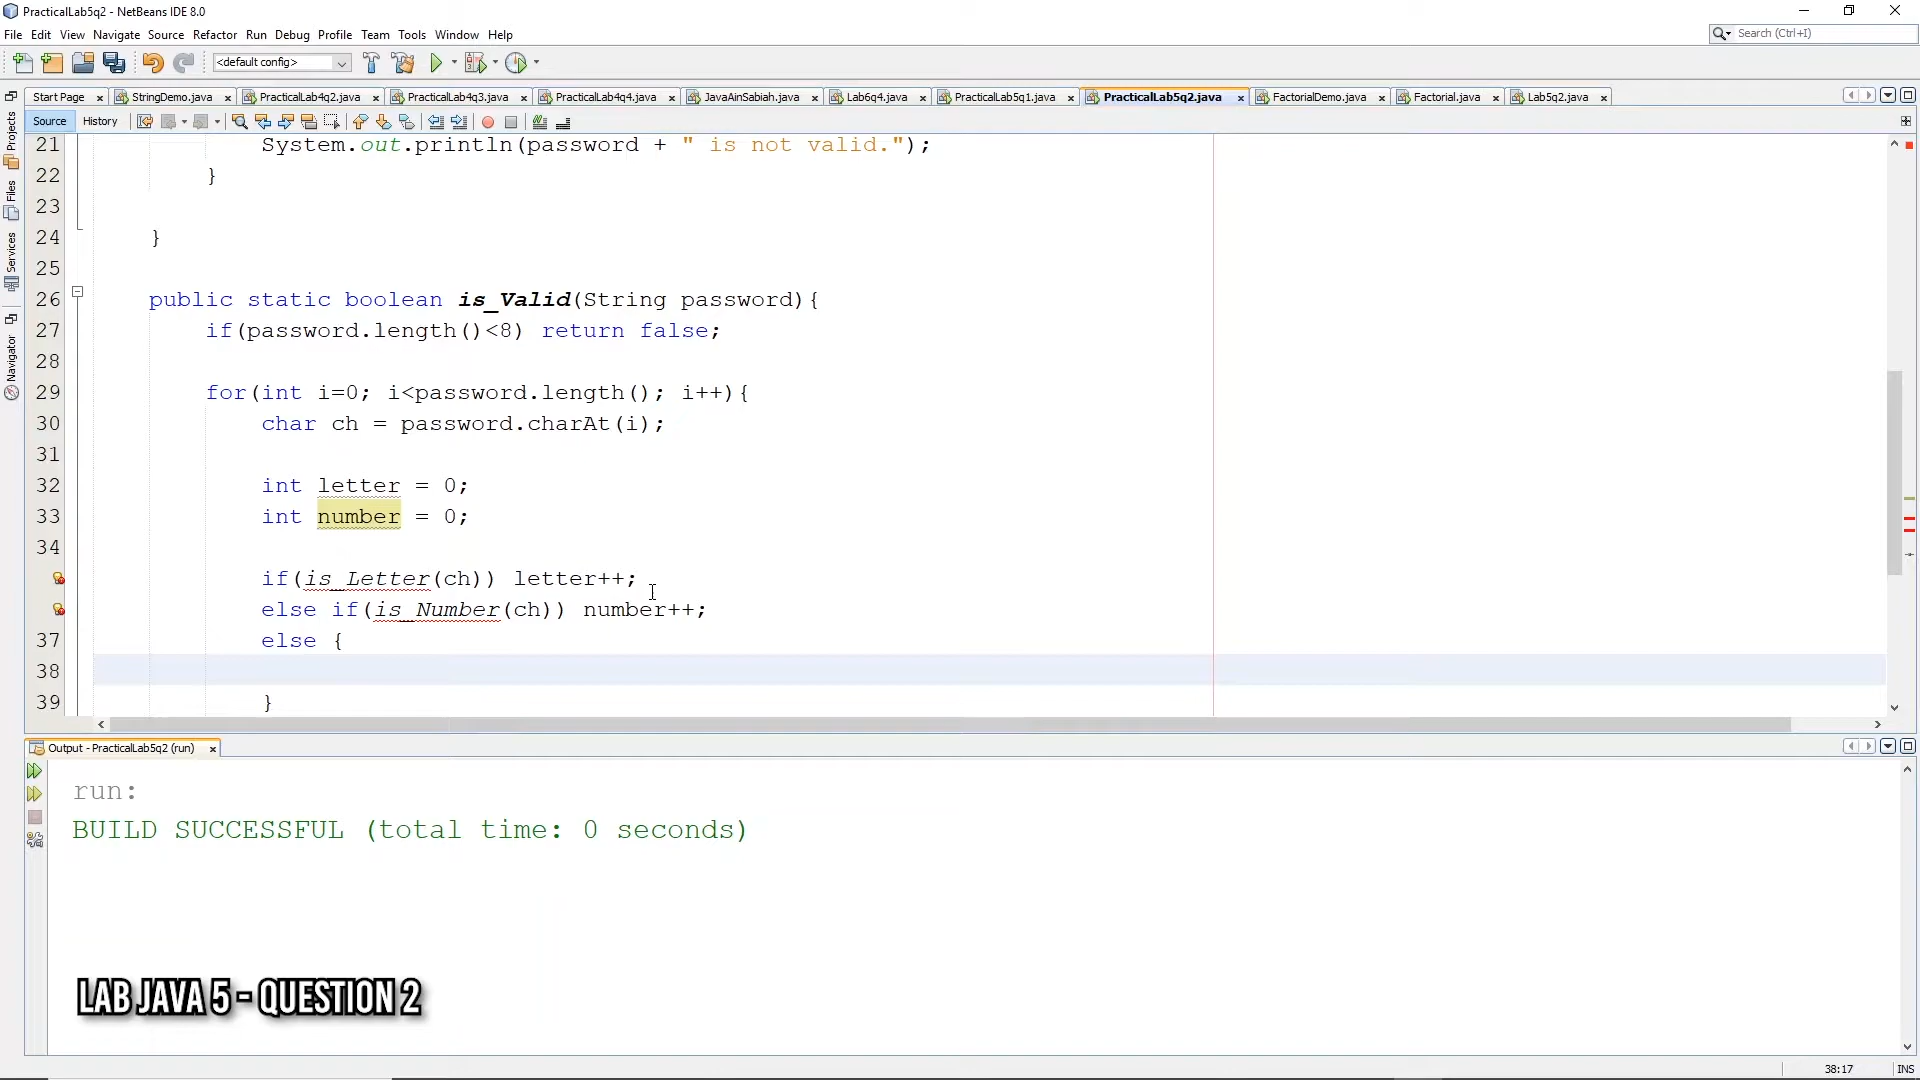 PracticalLab5q2 - NetBeans IDE 8.0
File Edit View Navigate Source Refactor Run Debug Profile Team Tools Window Help
Search (Ctrl+I)
<default config>
Start Page StringDemo.java PracticalLab4q2.java PracticalLab4q3.java PracticalLab4q4.java JavaAinSabiah.java Lab6q4.java PracticalLab5q1.java PracticalLab5q2.java FactorialDemo.java Factorial.java Lab5q2.java
Source History
Projects
Files
Services
Navigator
21 System.out.println(password + " is not valid.");
22 }
23
24 }
25
26 public static boolean is_Valid(String password){
27 if(password.length()<8) return false;
28
29 for(int i=0; i<password.length(); i++){
30 char ch = password.charAt(i);
31
32 int letter = 0;
33 int number = 0;
34
if(is_Letter(ch)) letter++;
else if(is_Number(ch)) number++;
37 else {
38
39 }
Output - PracticalLab5q2 (run)
run:
BUILD SUCCESSFUL (total time: 0 seconds)
LAB JAVA 5 - QUESTION 2
38:17 INS